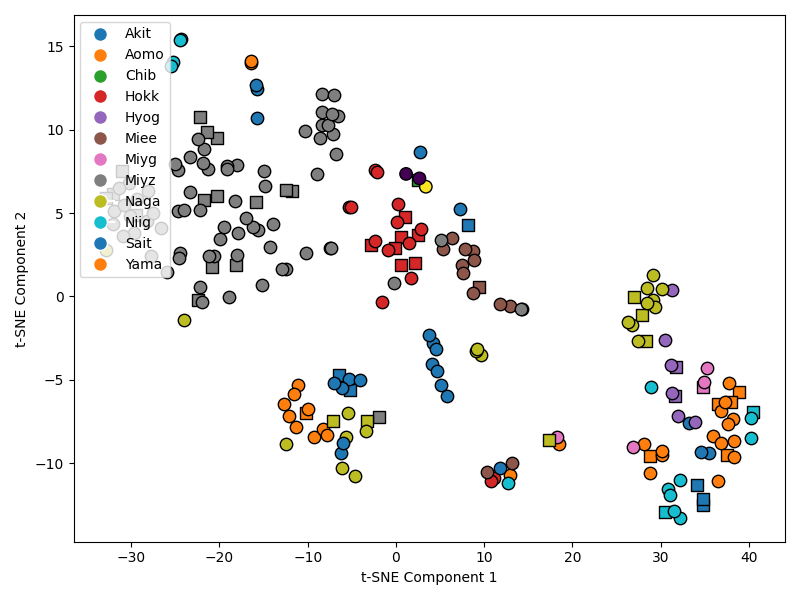 Akit
Aomo
Chib
Hokk
Hyog
Miee
Miyg
Miyz
Naga
Niig
Sait
Yama
15
10
5
0
−5
−10
t-SNE Component 2
−30
−20
−10
0
10
20
30
40
t-SNE Component 1